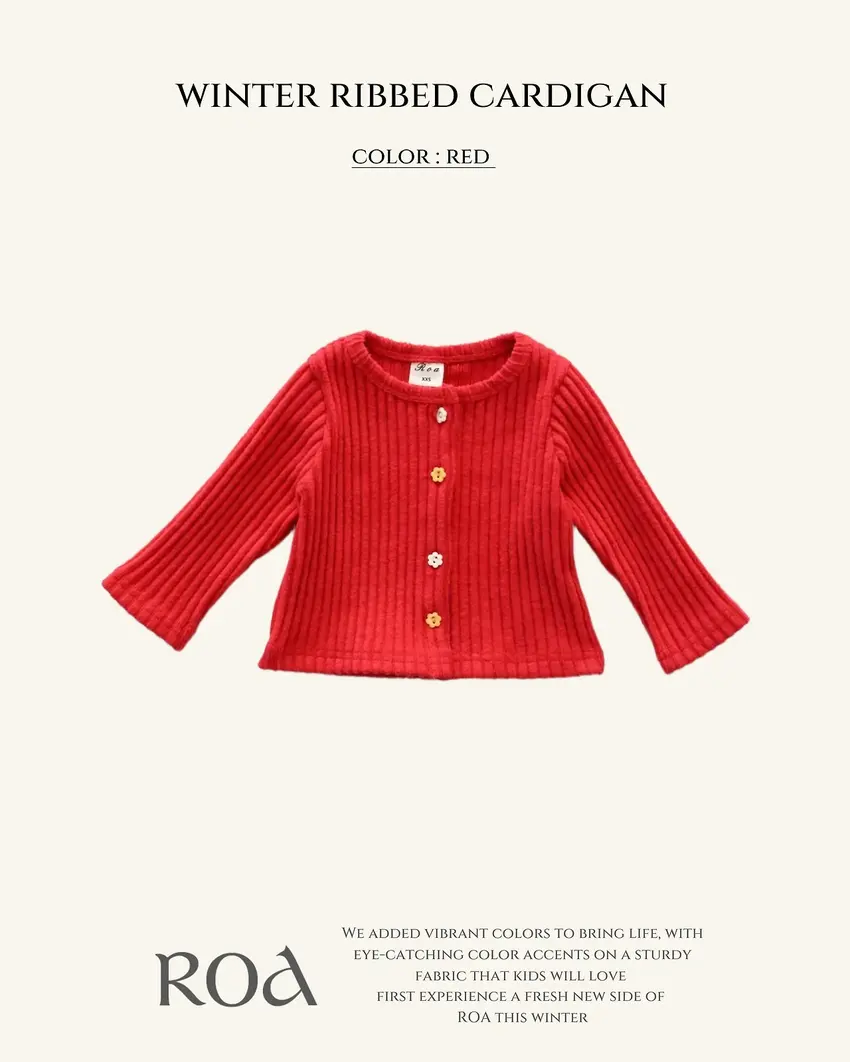 WINTER RIBBED CARDIGAN
COLOR : RED
Roa
XXS
ROA
WE ADDED VIBRANT COLORS TO BRING LIFE, WITH
EYE-CATCHING COLOR ACCENTS ON A STURDY
FABRIC THAT KIDS WILL LOVE
FIRST EXPERIENCE A FRESH NEW SIDE OF
ROA THIS WINTER